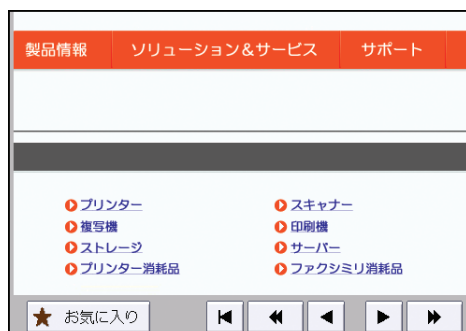 製品情報 ソリューション&サービス サポート
プリンター スキャナー
複写機 印刷機
ストレージ サーバー
プリンター消耗品 ファクシミリ消耗品
お気に入り